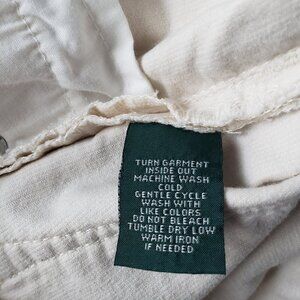 TURN GARMENT
INSIDE OUT
MACHINE WASH
COLD
GENTLE CYCLE
WASH WITH
LIKE COLORS
DO NOT BLEACH
TUMBLE DRY LOW
WARM IRON
IF NEEDED